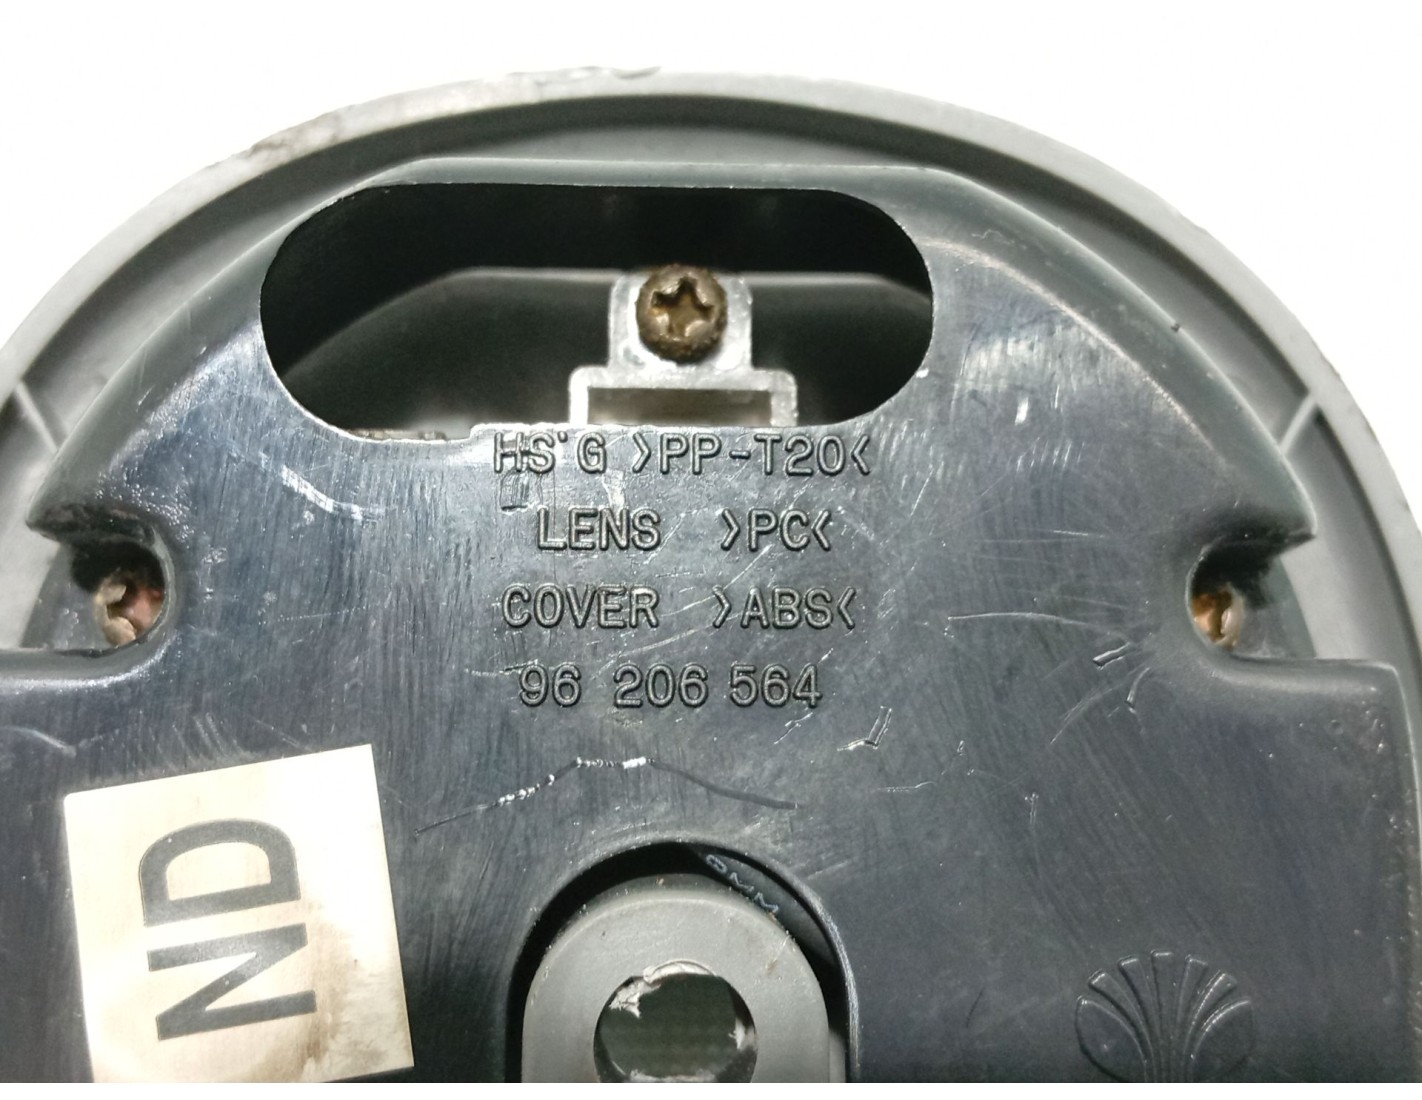 HS'G >PP-T20<
LENS >PC<
COVER >ABS<
96 206 564
ND